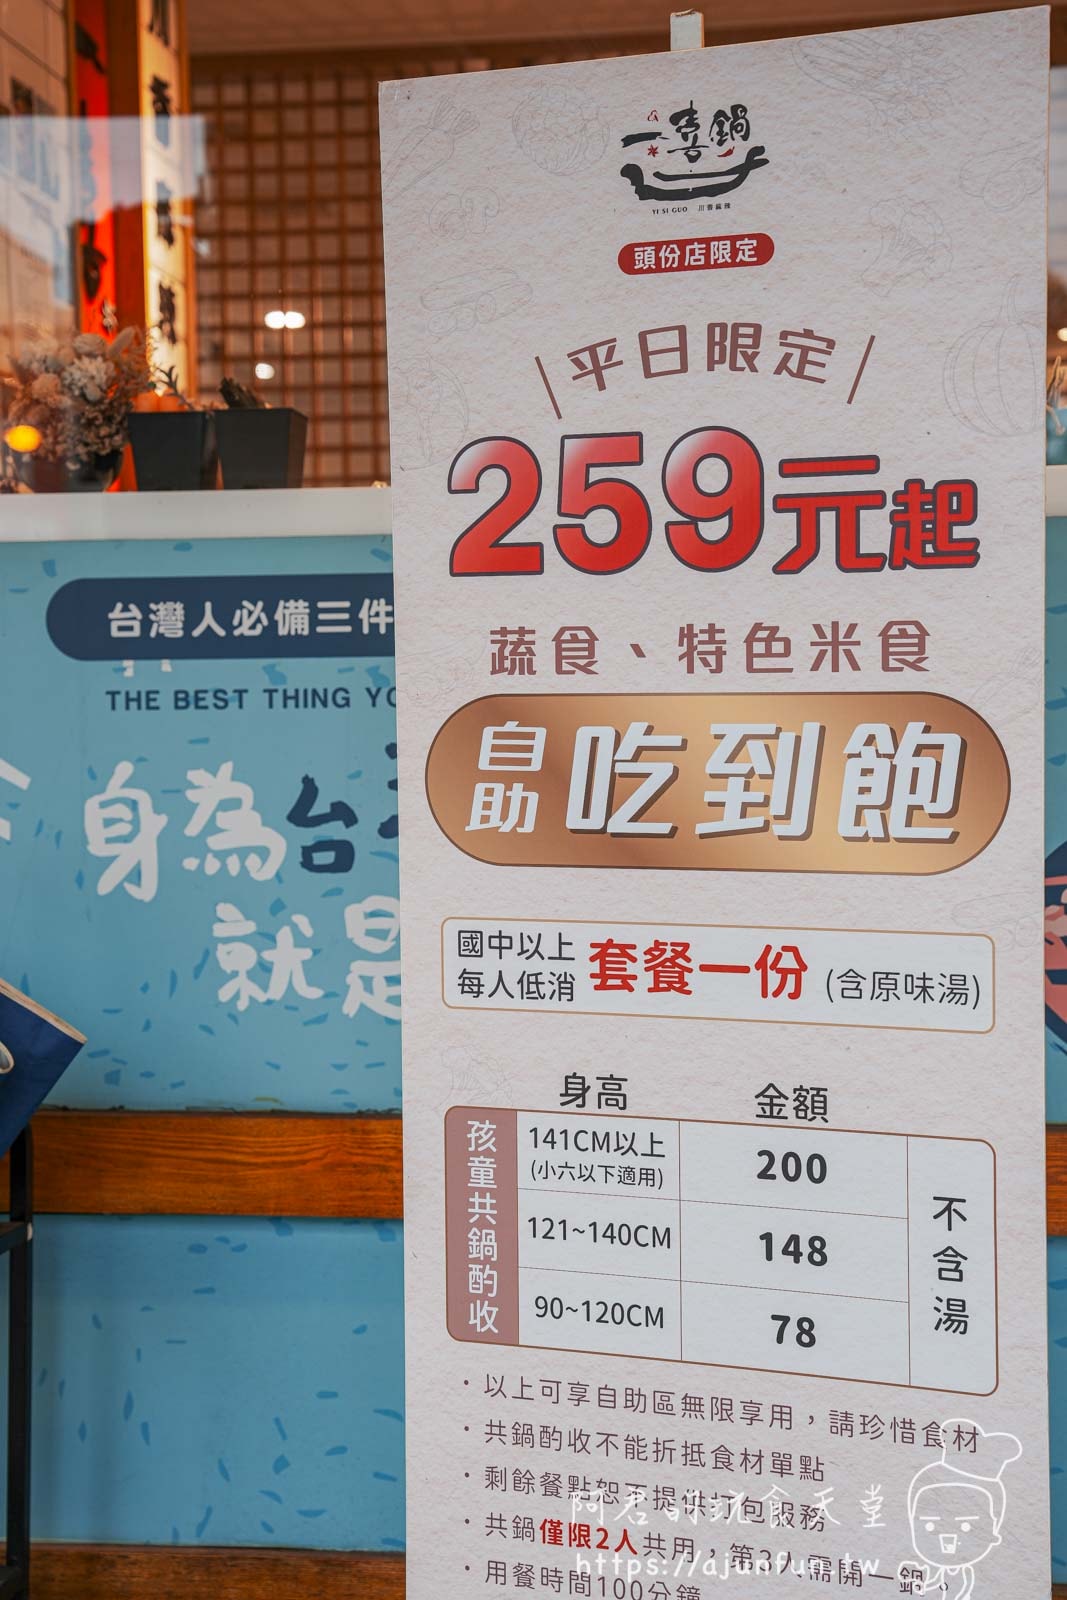 一喜鍋
YI SI GUO 川香麻辣
頭份店限定
平日限定
259元起
蔬食、特色米食
自助吃到飽
國中以上
每人低消
套餐一份 (含原味湯)
身高 金額
孩童共鍋酌收
141CM以上 200
(小六以下適用)
121~140CM 148
90~120CM 78
不含湯
・以上可享自助區無限享用，請珍惜食材
・共鍋酌收不能折抵食材單點
・剩餘餐點恕不提供打包服務
・共鍋僅限2人共用，第3人需開一鍋。
・用餐時間100分鐘
台灣人必備三件
THE BEST THING YO
身為台
就是
阿君的玩食天堂
https://ajunfun.tw